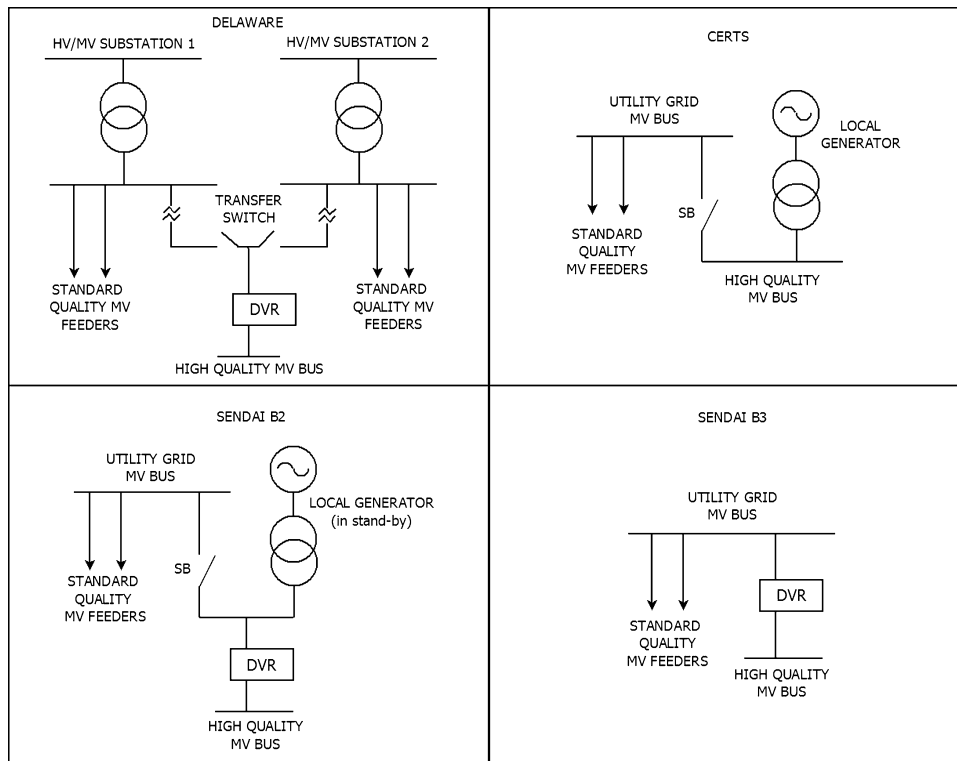 DELAWARE
HV/MV SUBSTATION 1
HV/MV SUBSTATION 2
TRANSFER
SWITCH
STANDARD
QUALITY MV
FEEDERS
STANDARD
QUALITY MV
FEEDERS
DVR
HIGH QUALITY MV BUS
CERTS
UTILITY GRID
MV BUS
LOCAL
GENERATOR
SB
STANDARD
QUALITY
MV FEEDERS
HIGH QUALITY
MV BUS
SENDAI B2
UTILITY GRID
MV BUS
LOCAL GENERATOR
(in stand-by)
SB
STANDARD
QUALITY
MV FEEDERS
DVR
HIGH QUALITY
MV BUS
SENDAI B3
UTILITY GRID
MV BUS
DVR
STANDARD
QUALITY
MV FEEDERS
HIGH QUALITY
MV BUS